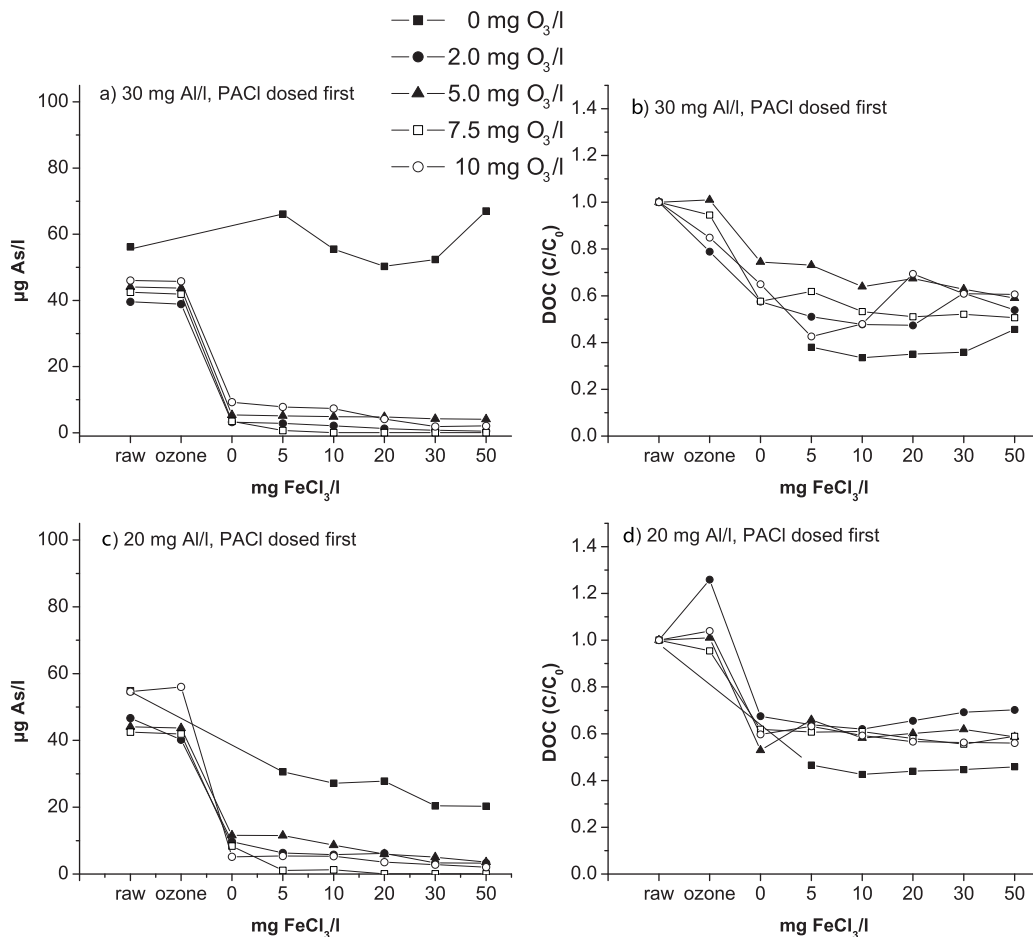 0 mg O3/l
2.0 mg O3/l
5.0 mg O3/l
7.5 mg O3/l
10 mg O3/l
a) 30 mg Al/l, PACl dosed first
100
80
60
40
20
0
µg As/l
raw ozone 0 5 10 20 30 50
mg FeCl3/l
b) 30 mg Al/l, PACl dosed first
1.4
1.2
1.0
0.8
0.6
0.4
0.2
0.0
DOC (C/C0)
raw ozone 0 5 10 20 30 50
mg FeCl3/l
c) 20 mg Al/l, PACl dosed first
100
80
60
40
20
0
µg As/l
raw ozone 0 5 10 20 30 50
mg FeCl3/l
d) 20 mg Al/l, PACl dosed first
1.4
1.2
1.0
0.8
0.6
0.4
0.2
0.0
DOC (C/C0)
raw ozone 0 5 10 20 30 50
mg FeCl3/l